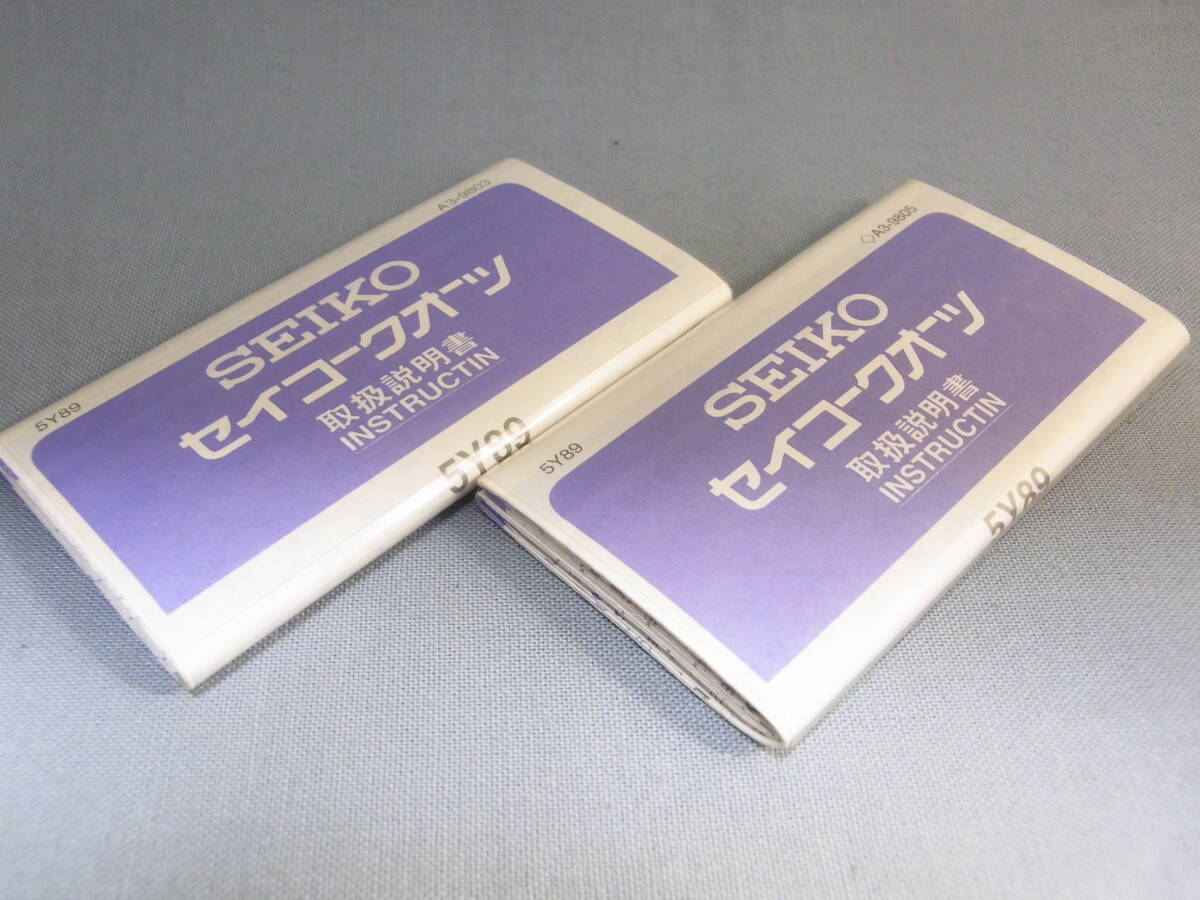 A3-9803
SEIKO
セイコークオーツ
取扱説明書
INSTRUCTIN
5Y89
5Y89
◇A3-9805
SEIKO
セイコークオーツ
取扱説明書
INSTRUCTIN
5Y89
5Y89